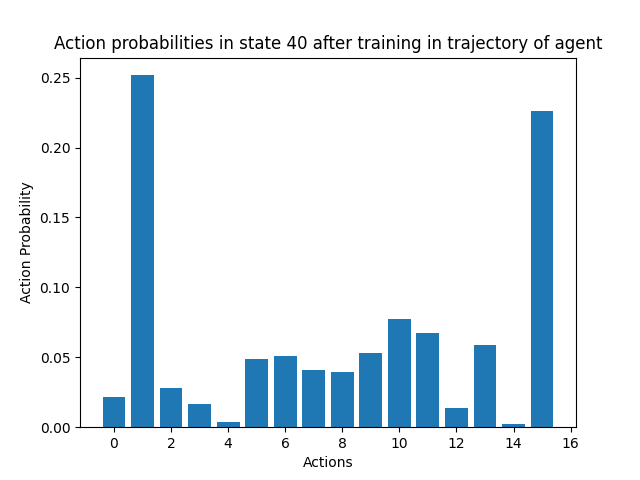 Action probabilities in state 40 after training in trajectory of agent
0.25
0.20
0.15
0.10
0.05
0.00
Action Probability
0 2 4 6 8 10 12 14 16
Actions